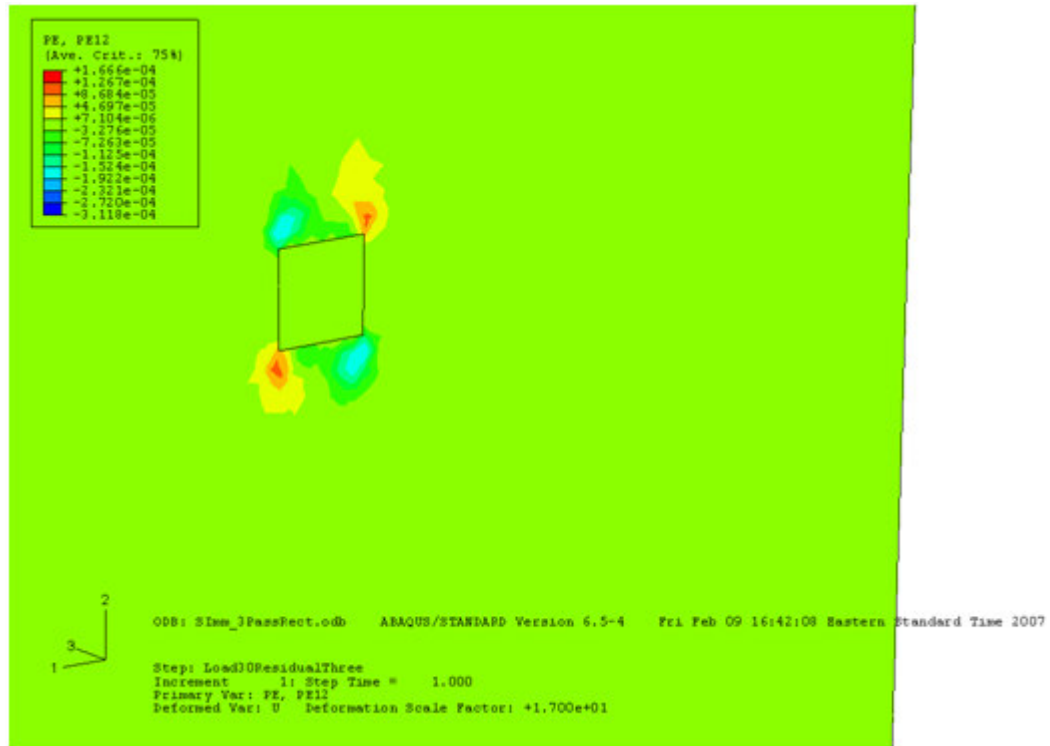 PE, PE12
(Ave. Crit.: 75%)
+1.666e-04
+1.267e-04
+8.684e-05
+4.697e-05
+7.104e-06
-3.276e-05
-7.263e-05
-1.125e-04
-1.524e-04
-1.922e-04
-2.321e-04
-2.720e-04
-3.118e-04
2
3
1
ODB: SImm_3PassRect.odb ABAQUS/STANDARD Version 6.5-4 Fri Feb 09 16:42:08 Eastern Standard Time 2007
Step: Load30ResidualThree
Increment 1: Step Time = 1.000
Primary Var: PE, PE12
Deformed Var: U Deformation Scale Factor: +1.700e+01